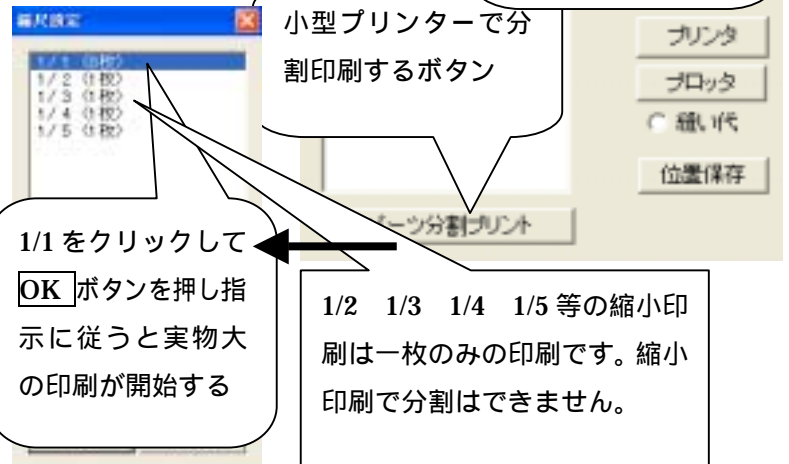 縮尺設定
1/1 (8枚)
1/2 (1枚)
1/3 (1枚)
1/4 (1枚)
1/5 (1枚)
小型プリンターで分
割印刷するボタン
プリンタ
プロッタ
縫い代
位置保存
パーツ分割プリント
1/1 をクリックして
OK ボタンを押し指
示に従うと実物大
の印刷が開始する
1/2 1/3 1/4 1/5 等の縮小印
刷は一枚のみの印刷です。縮小
印刷で分割はできません。